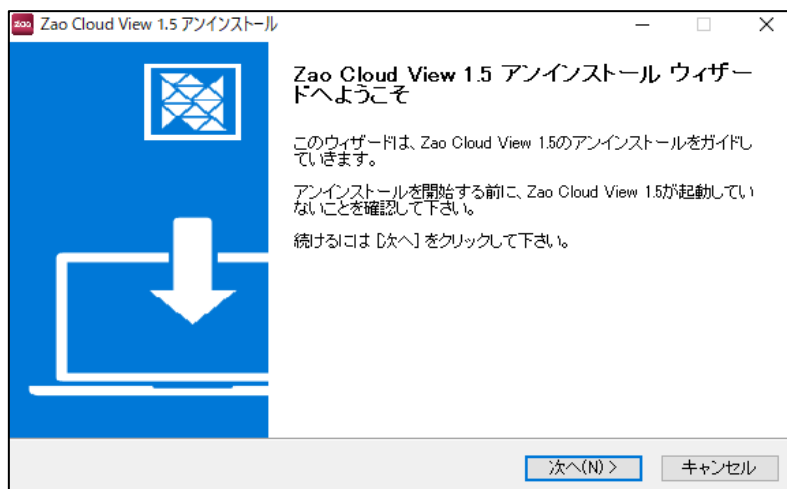 zao Zao Cloud View 1.5 アンインストール
Zao Cloud View 1.5 アンインストール ウィザー
ドへようこそ
このウィザードは、Zao Cloud View 1.5のアンインストールをガイドし
ていきます。
アンインストールを開始する前に、Zao Cloud View 1.5が起動してい
ないことを確認して下さい。
続けるには [次へ] をクリックして下さい。
次へ(N) >
キャンセル